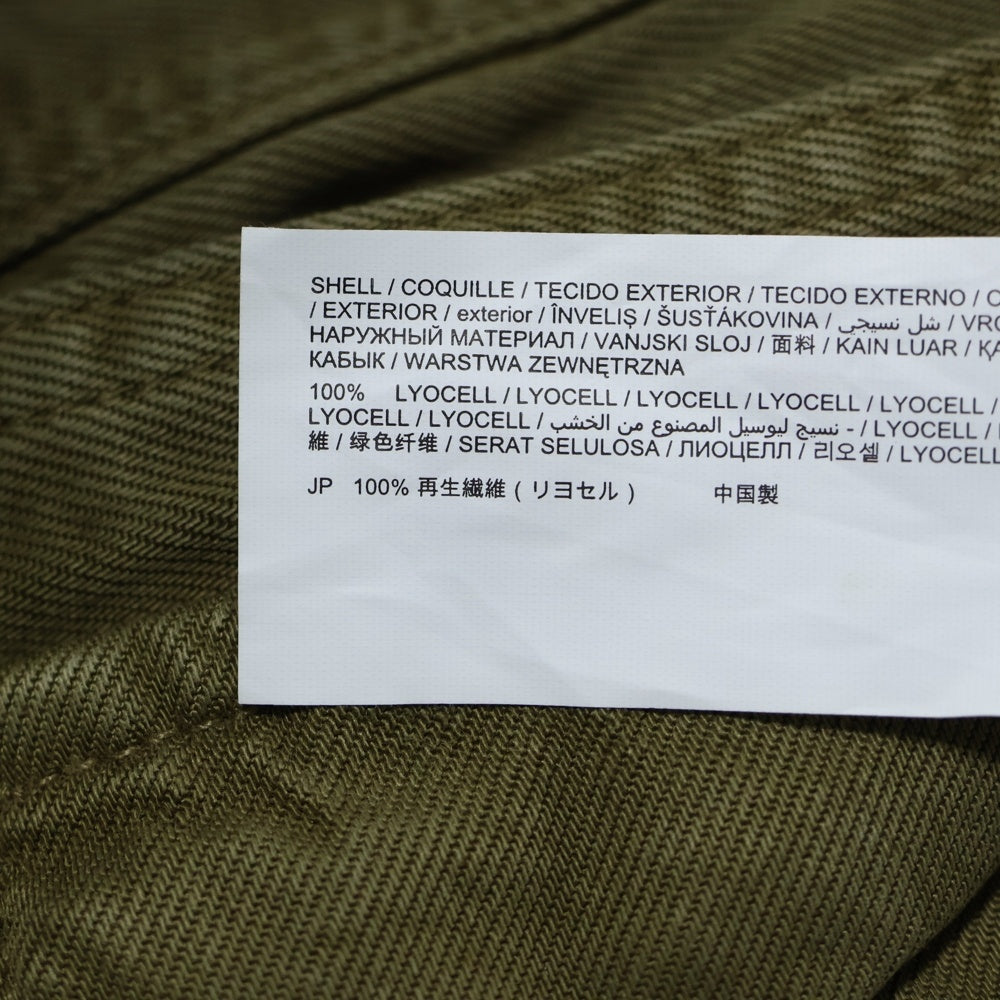 SHELL / COQUILLE / TECIDO EXTERIOR / TECIDO EXTERNO /
/ EXTERIOR / exterior / ÎNVELIȘ / ŠUSŤÁKOVINA / شل نسيجي /
НАРУЖНЫЙ МАТЕРИАЛ / VANJSKI SLOJ / 面料 / KAIN LUAR /
КАБЫК / WARSTWA ZEWNĘTRZNA
100% LYOCELL / LYOCELL / LYOCELL / LYOCELL / LYOCELL /
LYOCELL / LYOCELL / نسيج ليوسيل المصنوع من الخشب - / LYOCELL /
維 / 绿色纤维 / SERAT SELULOSA / ЛИОЦЕЛЛ / 리오셀 / LYOCELL
JP 100% 再生繊維 ( リヨセル ) 中国製